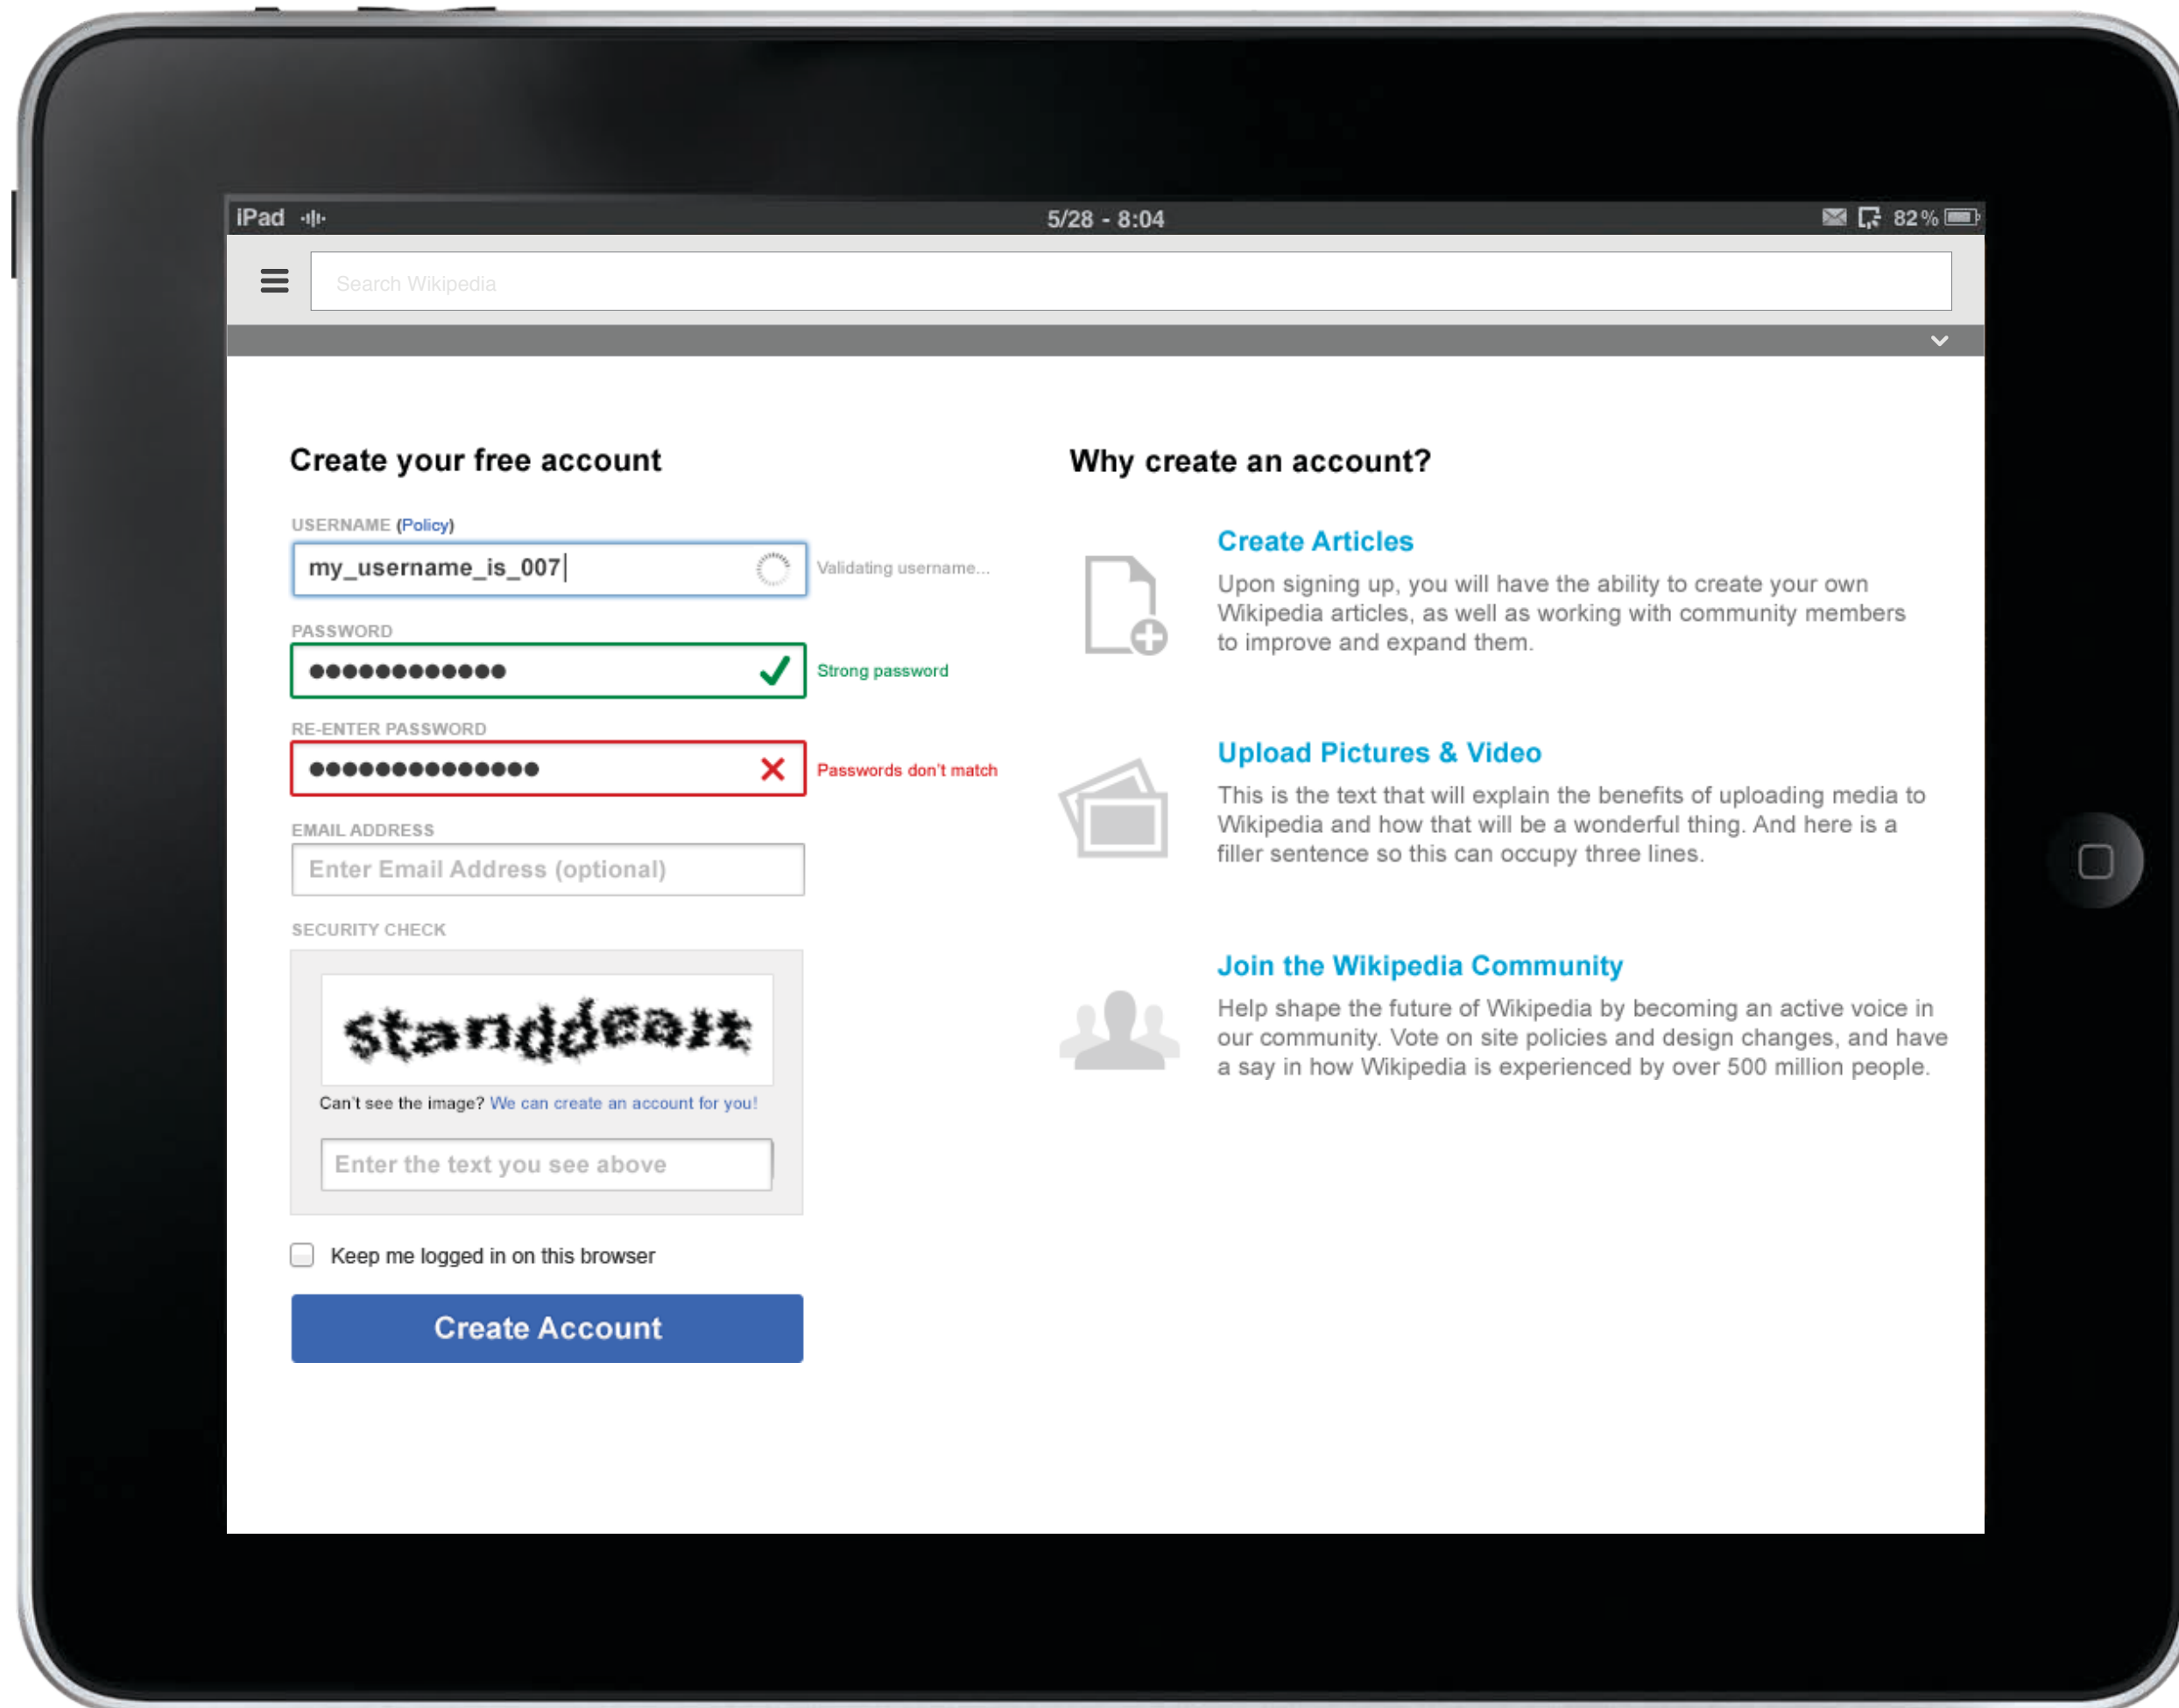 iPad
5/28 - 8:04
82%
Search Wikipedia
Create your free account
USERNAME (Policy)
my_username_is_007
Validating username...
PASSWORD
●●●●●●●●●●●●
Strong password
RE-ENTER PASSWORD
●●●●●●●●●●●●●●
Passwords don't match
EMAIL ADDRESS
Enter Email Address (optional)
SECURITY CHECK
standdealt
Can't see the image? We can create an account for you!
Enter the text you see above
Keep me logged in on this browser
Create Account
Why create an account?
Create Articles
Upon signing up, you will have the ability to create your own
Wikipedia articles, as well as working with community members
to improve and expand them.
Upload Pictures & Video
This is the text that will explain the benefits of uploading media to
Wikipedia and how that will be a wonderful thing. And here is a
filler sentence so this can occupy three lines.
Join the Wikipedia Community
Help shape the future of Wikipedia by becoming an active voice in
our community. Vote on site policies and design changes, and have
a say in how Wikipedia is experienced by over 500 million people.